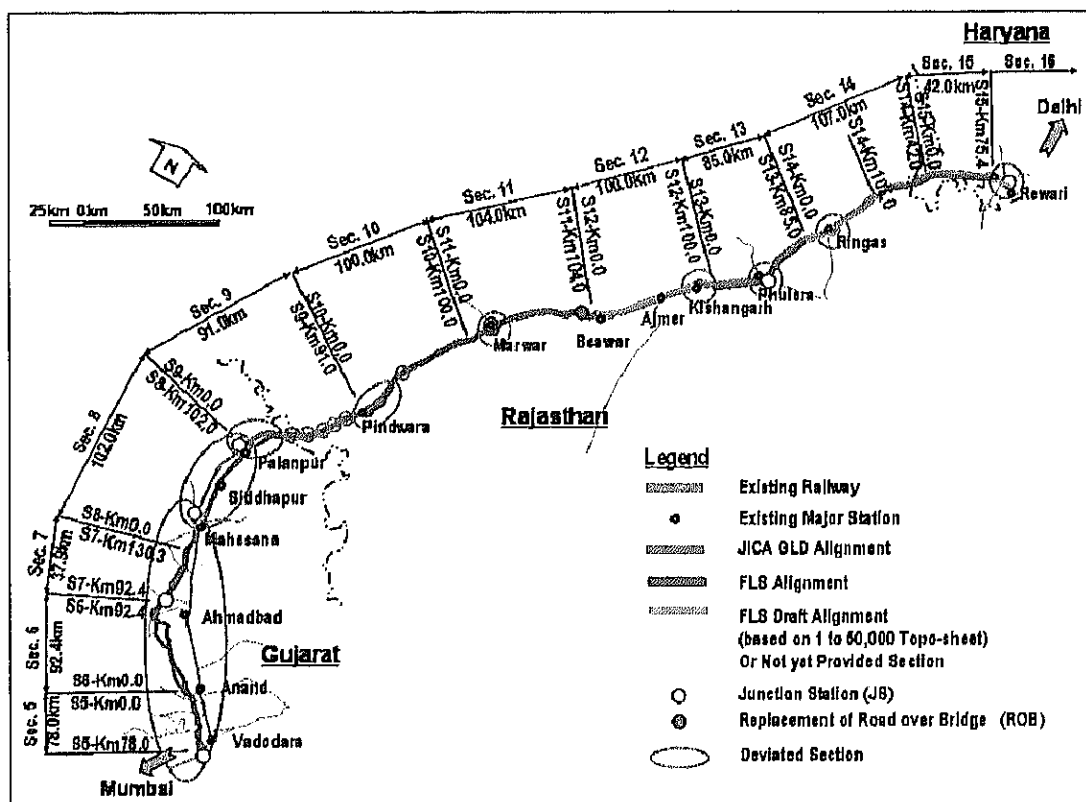 Haryana
Sec. 15
Sec. 16
42.0km
Sec. 14
107.0km
Delhi
S15-Km75.4
S15-Km0.0
S14-Km42.0
Sec. 13
85.0km
Sec. 12
100.0km
Sec. 11
104.0km
Sec. 10
100.0km
Sec. 9
91.0km
Sec. 8
102.0km
N
25km 0km 50km 100km
S14-Km0.0
S13-Km85.0
S13-Km0.0
S12-Km100.0
S12-Km0.0
S11-Km104.0
S11-Km0.0
S10-Km100.0
S10-Km0.0
S9-Km91.0
S9-Km0.0
S8-Km102.0
Rewari
Ringas
Phulera
Kishangarh
Ajmer
Beawar
Marwar
Pindwara
Rajasthan
Palanpur
Siddhapur
Mahesana
S8-Km0.0
S7-Km130.3
Sec. 7
37.9km
S7-Km92.4
S6-Km92.4
Ahmadbad
Sec. 6
92.4km
Gujarat
S6-Km0.0
S5-Km0.0
Anand
Sec. 5
78.0km
S5-Km78.0
Vadodara
Mumbai
Legend
Existing Railway
Existing Major Station
JICA GLD Alignment
FLS Alignment
FLS Draft Alignment
(based on 1 to 50,000 Topo-sheet)
Or Not yet Provided Section
Junction Station (JS)
Replacement of Road over Bridge (ROB)
Deviated Section